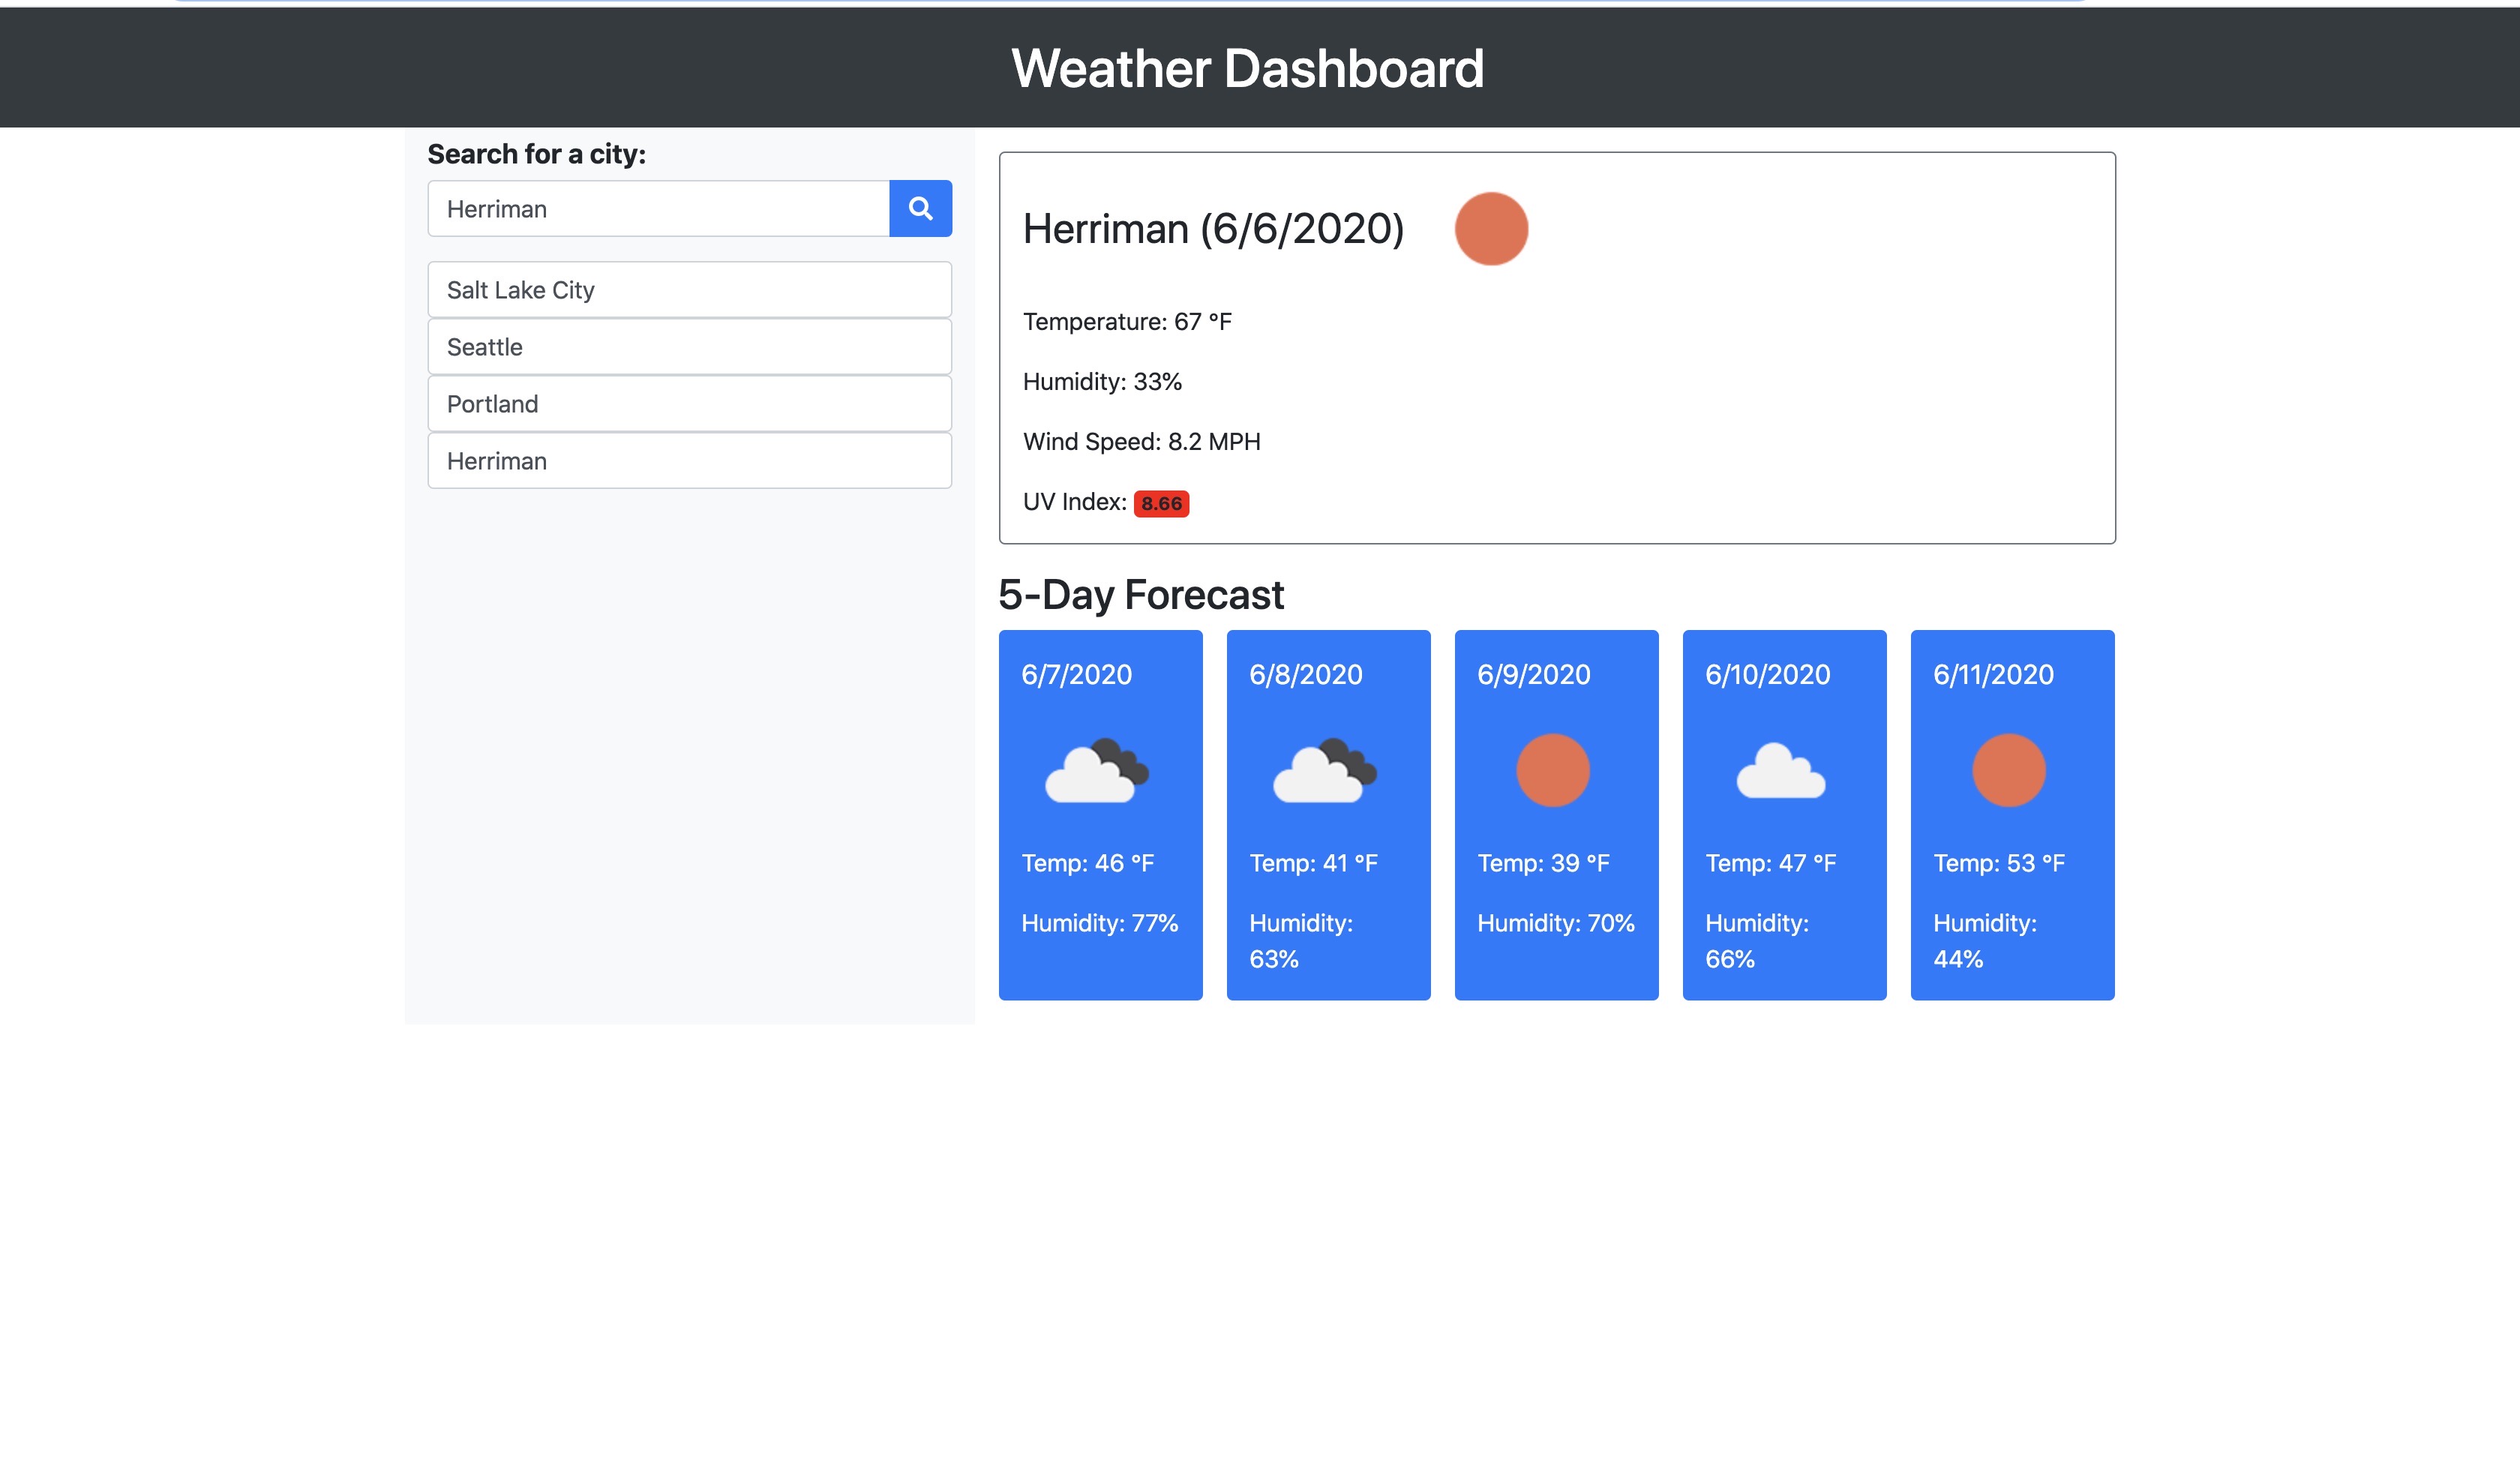 Weather Dashboard
Search for a city:
Herriman
Salt Lake City
Seattle
Portland
Herriman
Herriman (6/6/2020)
Temperature: 67 °F
Humidity: 33%
Wind Speed: 8.2 MPH
UV Index: 8.66
5-Day Forecast
6/7/2020
Temp: 46 °F
Humidity: 77%
6/8/2020
Temp: 41 °F
Humidity:
63%
6/9/2020
Temp: 39 °F
Humidity: 70%
6/10/2020
Temp: 47 °F
Humidity:
66%
6/11/2020
Temp: 53 °F
Humidity:
44%